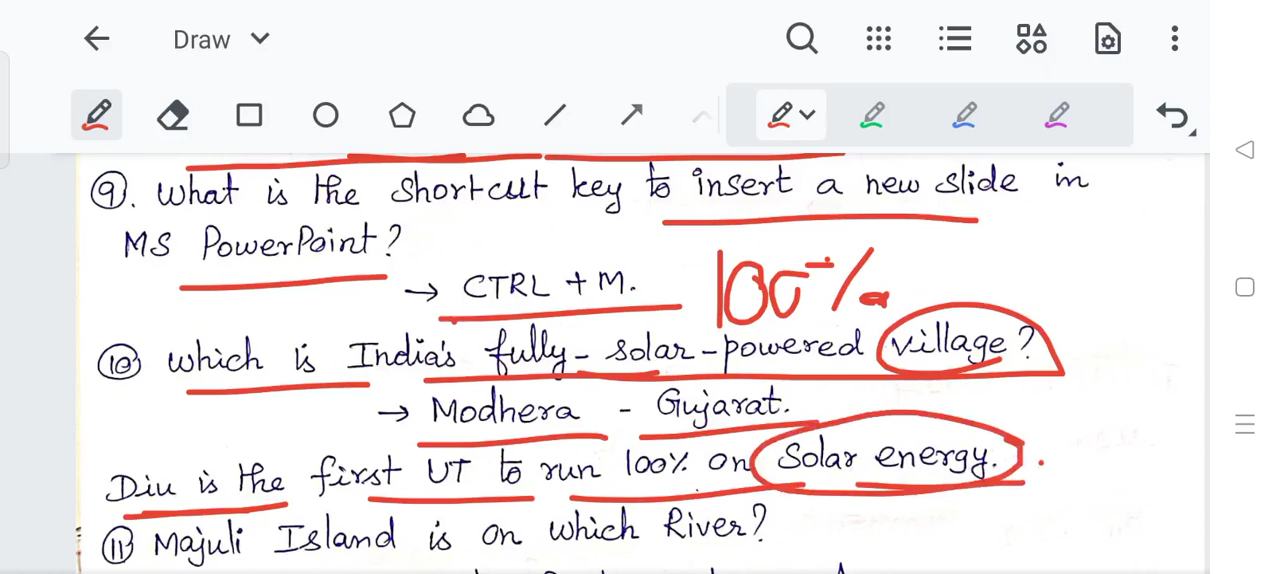 Draw
9. What is the shortcut key to insert a new slide in
MS PowerPoint?
→ CTRL + M.
100%
10 which is India's fully-solar-powered village?
→ Modhera - Gujarat.
Diu is the first UT to run 100% on Solar energy.
11 Majuli Island is on which River?